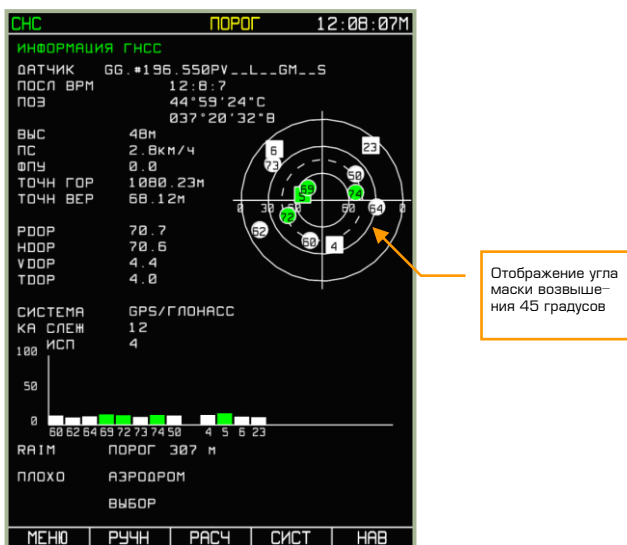 СНС ПОРОГ 12:08:07М
ИНФОРМАЦИЯ ГНСС
ДАТЧИК GG.#196.550PV__L__GM__S
ПОСЛ ВРМ 12:8:7
ПОЗ 44°59'24"С
037°20'32"В
ВЫС 48М
ПС 2.8КМ/Ч
ФПУ 0.0
ТОЧН ГОР 1080.23М
ТОЧН ВЕР 68.12М
PDOP 70.7
HDOP 70.6
VDOP 4.4
TDOP 4.0
6 23
73 50
69 5 74
0 30 60 60 0
72 64
62 60 4
СИСТЕМА GPS/ГЛОНАСС
КА СЛЕЖ 12
ИСП 4
100
50
0
60 62 64 69 72 73 74 50 4 5 6 23
RAIM ПОРОГ 307 М
ПЛОХО АЭРОДРОМ
ВЫБОР
МЕНЮ РУЧН РАСЧ СИСТ НАВ
Отображение угла
маски возвыше-
ния 45 градусов